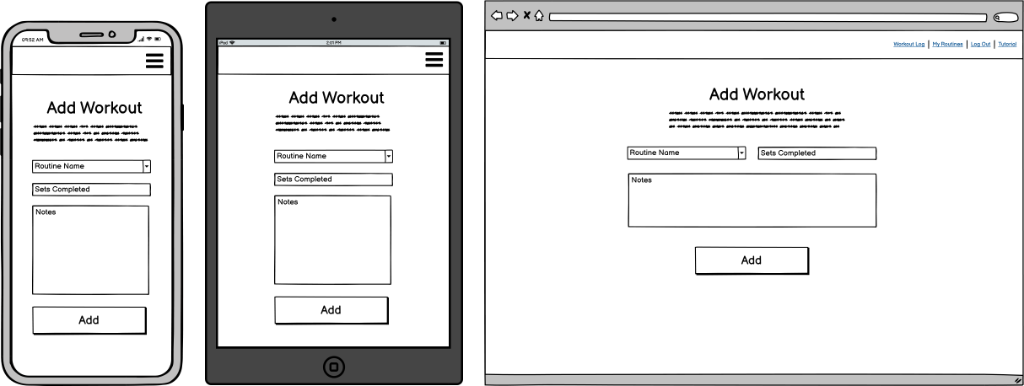 09:52 AM
Add Workout
Routine Name
Sets Completed
Notes
Add
iPad
2:01 PM
Add Workout
Routine Name
Sets Completed
Notes
Add
Workout Log | My Routines | Log Out | Tutorial
Add Workout
Routine Name
Sets Completed
Notes
Add